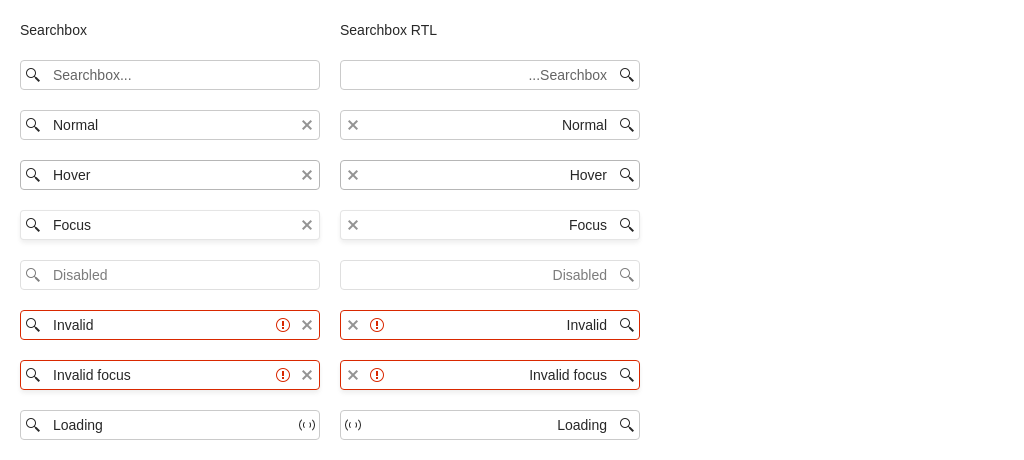 Searchbox Searchbox RTL
Searchbox... ...Searchbox
Normal Normal
Hover Hover
Focus Focus
Disabled Disabled
Invalid Invalid
Invalid focus Invalid focus
Loading Loading